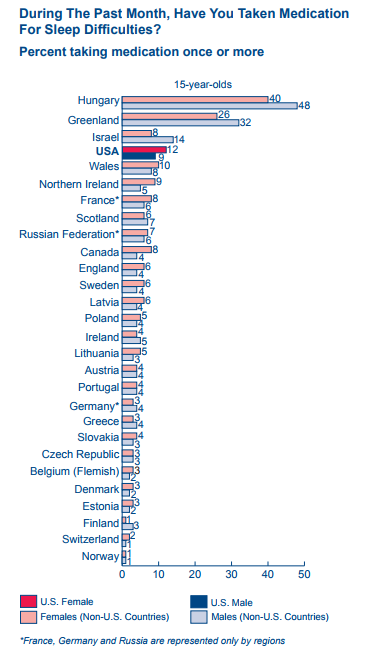 During The Past Month, Have You Taken Medication
For Sleep Difficulties?
Percent taking medication once or more
15-year-olds
Hungary 40
48
Greenland 26
32
Israel 8
14
USA 12
9
Wales 10
8
Northern Ireland 9
5
France* 8
6
Scotland 6
7
Russian Federation* 7
6
Canada 8
4
England 6
4
Sweden 6
4
Latvia 6
4
Poland 5
4
Ireland 4
5
Lithuania 5
3
Austria 4
4
Portugal 4
4
Germany* 3
4
Greece 3
4
Slovakia 4
3
Czech Republic 3
3
Belgium (Flemish) 3
2
Denmark 3
2
Estonia 3
2
Finland 1
3
Switzerland 2
1
Norway 1
1
0 10 20 30 40 50
U.S. Female U.S. Male
Females (Non-U.S. Countries) Males (Non-U.S. Countries)
*France, Germany and Russia are represented only by regions